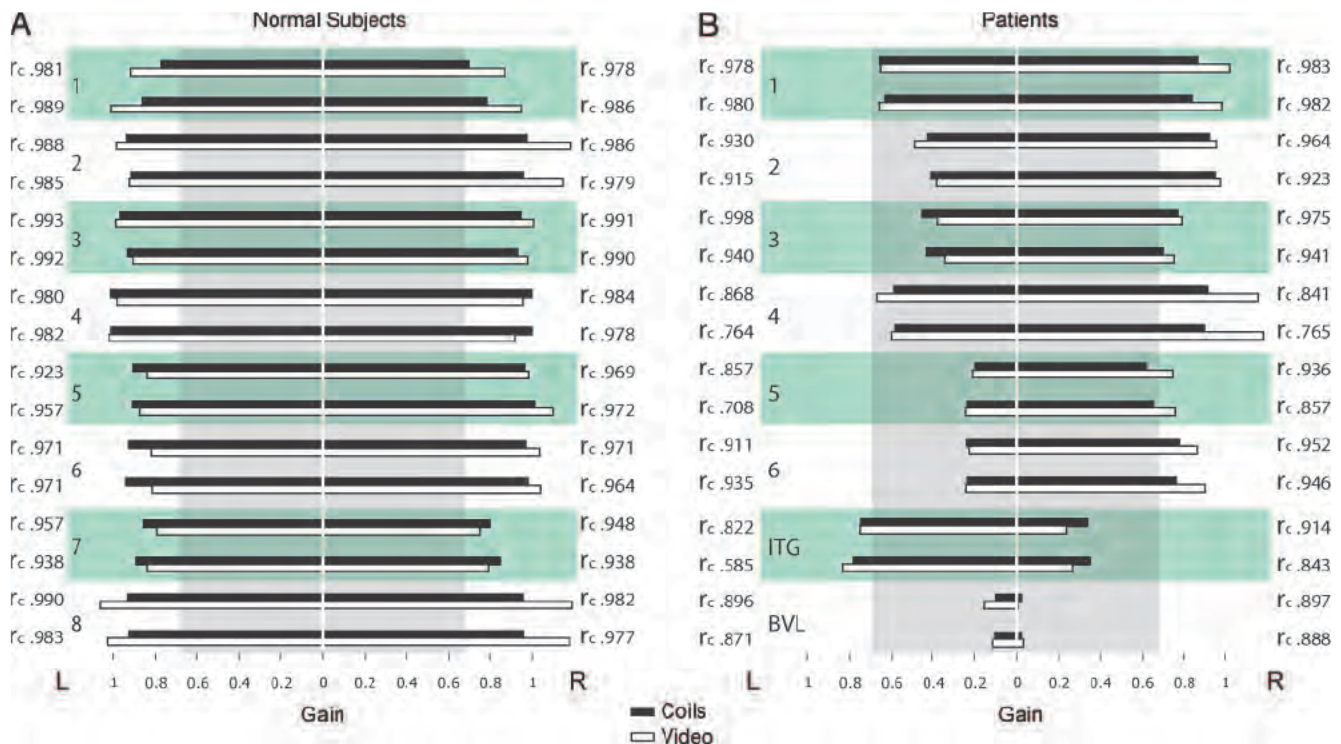 A Normal Subjects B Patients
rc .981 rc .978 rc .978 rc .983
1 1
rc .989 rc .986 rc .980 rc .982
rc .988 rc .986 rc .930 rc .964
2 2
rc .985 rc .979 rc .915 rc .923
rc .993 rc .991 rc .998 rc .975
3 3
rc .992 rc .990 rc .940 rc .941
rc .980 rc .984 rc .868 rc .841
4 4
rc .982 rc .978 rc .764 rc .765
rc .923 rc .969 rc .857 rc .936
5 5
rc .957 rc .972 rc .708 rc .857
rc .971 rc .971 rc .911 rc .952
6 6
rc .971 rc .964 rc .935 rc .946
rc .957 rc .948 rc .822 rc .914
7 ITG
rc .938 rc .938 rc .585 rc .843
rc .990 rc .982 rc .896 rc .897
8 BVL
rc .983 rc .977 rc .871 rc .888
L 1 0.8 0.6 0.4 0.2 0 0.2 0.4 0.6 0.8 1 R L 1 0.8 0.6 0.4 0.2 0 0.2 0.4 0.6 0.8 1 R
Gain Coils Gain
Video